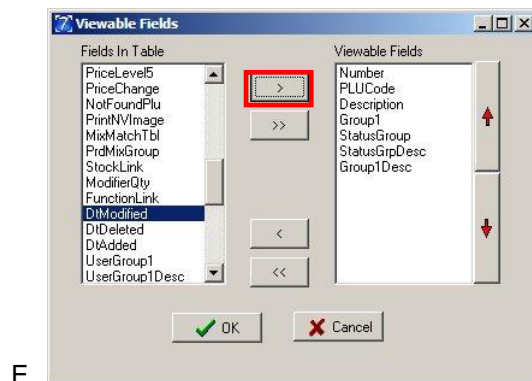 Viewable Fields
Fields In Table
PriceLevel5
PriceChange
NotFoundPlu
PrintNVImage
MixMatchTbl
PrdMixGroup
StockLink
ModifierQty
FunctionLink
DtModified
DtDeleted
DtAdded
UserGroup1
UserGroup1Desc
>
>>
<
<<
Viewable Fields
Number
PLUCode
Description
Group1
StatusGroup
StatusGrpDesc
Group1Desc
OK
Cancel